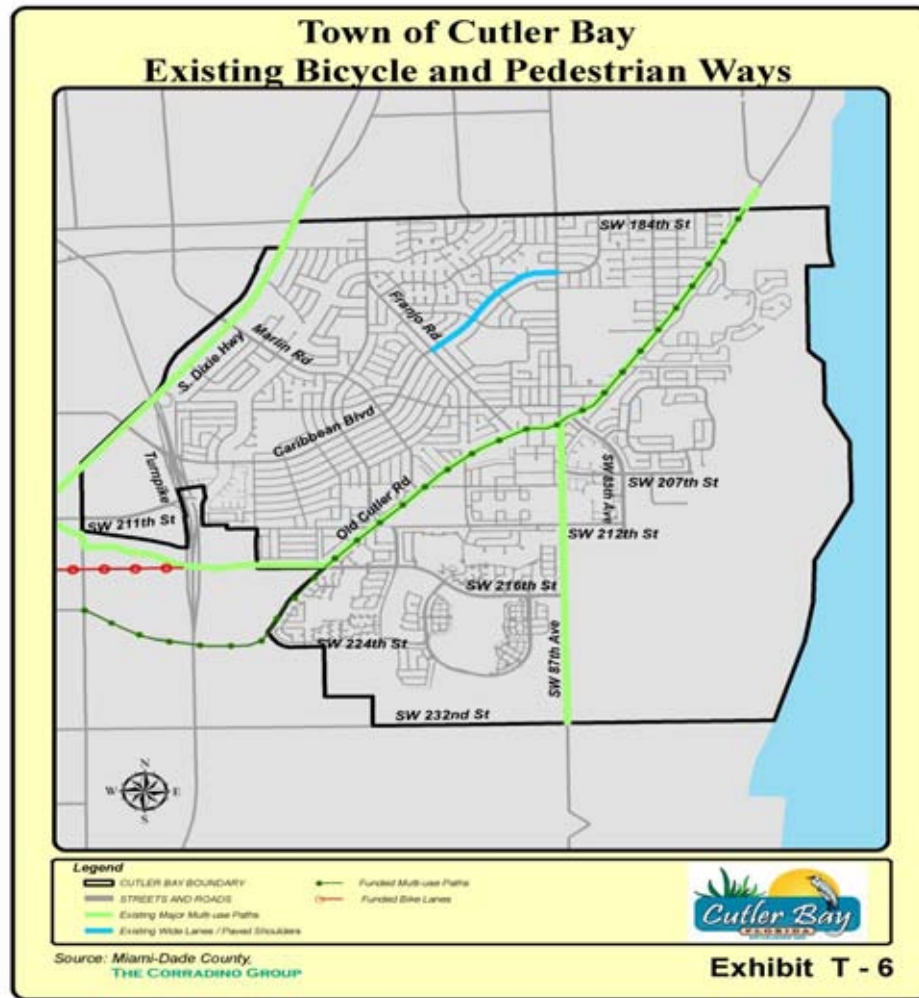 Town of Cutler Bay
Existing Bicycle and Pedestrian Ways
SW 184th St
Franjo Rd
Marlin Rd
S. Dixie Hwy
Caribbean Blvd
Turnpike
Old Cutler Rd
SW 85th Ave
SW 207th St
SW 211th St
SW 212th St
SW 216th St
SW 224th St
SW 87th Ave
SW 232nd St
N
W E
S
Legend
CUTLER BAY BOUNDARY
STREETS AND ROADS
Existing Major Multi-use Paths
Existing Wide Lanes / Paved Shoulders
Funded Multi-use Paths
Funded Bike Lanes
Cutler Bay
FLORIDA
Source: Miami-Dade County,
THE CORRADINO GROUP
Exhibit T - 6